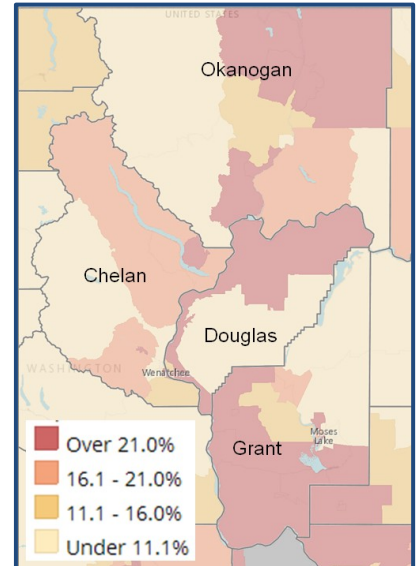 UNITED STATES
Okanogan
Chelan
Douglas
WASHINGTON
Wenatchee
Moses
Lake
Grant
Over 21.0%
16.1 - 21.0%
11.1 - 16.0%
Under 11.1%